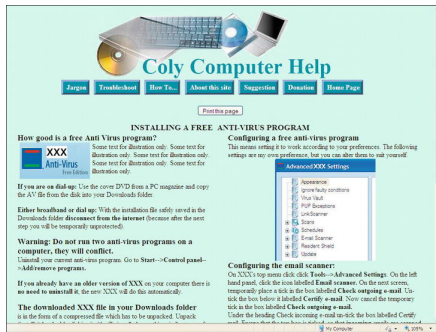 Coly Computer Help
Jargon Troubleshoot How To... About this site Suggestion Donation Home Page
Print this page
INSTALLING A FREE ANTI-VIRUS PROGRAM
How good is a free Anti Virus program?
XXX
Anti-Virus
Free Edition
Some text for illustration only. Some text for
illustration only. Some text for illustration only.
Some text for illustration only. Some text for
illustration only.
If you are on dial-up: Use the cover DVD from a PC magazine and copy
the AV file from the disk into your Downloads folder.
Either broadband or dial up: With the installation file safely saved in the
Downloads folder disconnect from the internet (because after the next
step you will be temporarily unprotected).
Warning: Do not run two anti-virus programs on a
computer, they will conflict.
Uninstall your current anti-virus program. Go to Start-->Control panel--
>Add/remove programs.
If you already have an older version of XXX on your computer there is
no need to uninstall it, the new XXX will do this automatically.
The downloaded XXX file in your Downloads folder
is in the form of a compressed file which has to be unpacked. Unpack
Configuring a free anti-virus program
This means setting it to work according to your preferences. The following
settings are my own preference, but you can alter them to suit yourself.
Advanced XXX Settings
Appearance
Ignore faulty conditions
Virus Vault
PUP Exceptions
LinkScanner
Scans
Schedules
Email Scanner
Resident Shield
Update
Configuring the email scanner:
On XXX's top menu click click Tools-->Advanced Settings. On the left
hand panel, click the icon labelled Email scanner. On the next screen,
temporarily place a tick in the box labelled Check outgoing e-mail. Un-
tick the box below it labelled Certify e-mail. Now cancel the temporary
tick in the box labelled Check outgoing e-mail.
Under the heading Check incoming e-mail un-tick the box labelled Certify
My Computer 100%